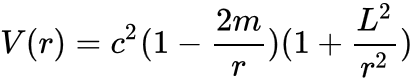 V(r) = c^2(1 - \frac{2m}{r})(1 + \frac{L^2}{r^2})